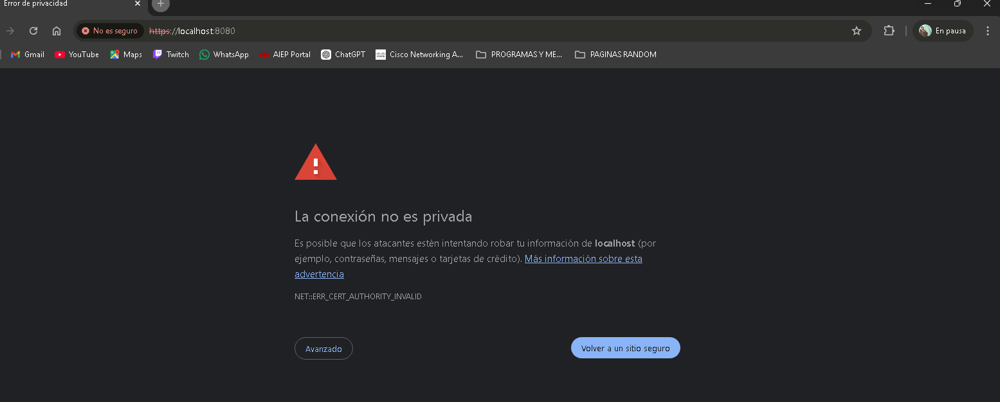 Error de privacidad
No es seguro https://localhost:8080
En pausa
Gmail YouTube Maps Twitch WhatsApp AIEP Portal ChatGPT Cisco Networking A... PROGRAMAS Y ME... PAGINAS RANDOM
La conexión no es privada
Es posible que los atacantes estén intentando robar tu información de localhost (por
ejemplo, contraseñas, mensajes o tarjetas de crédito). Más información sobre esta
advertencia
NET::ERR_CERT_AUTHORITY_INVALID
Avanzado
Volver a un sitio seguro